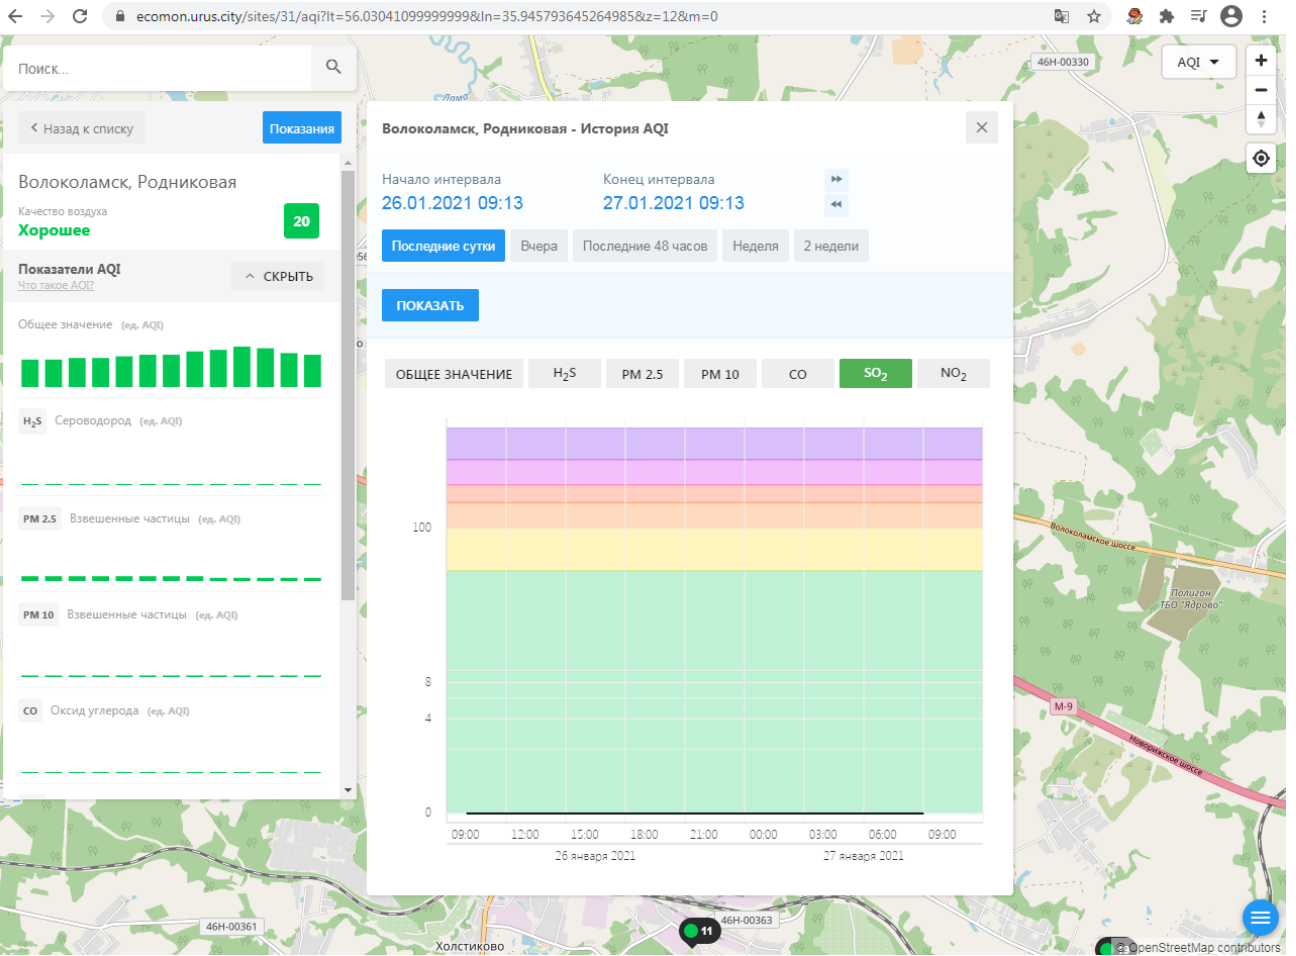 ecomon.urus.city/sites/31/aqi?lt=56.03041099999999&ln=35.945793645264985&z=12&m=0
Поиск...
Назад к списку
Показания
Волоколамск, Родниковая
Качество воздуха
Хорошее
20
Показатели AQI
Что такое AQI?
СКРЫТЬ
Общее значение (ед. AQI)
H₂S Сероводород (ед. AQI)
PM 2.5 Взвешенные частицы (ед. AQI)
PM 10 Взвешенные частицы (ед. AQI)
CO Оксид углерода (ед. AQI)
Волоколамск, Родниковая - История AQI
Начало интервала
Конец интервала
26.01.2021 09:13
27.01.2021 09:13
Последние сутки
Вчера
Последние 48 часов
Неделя
2 недели
ПОКАЗАТЬ
ОБЩЕЕ ЗНАЧЕНИЕ
H₂S
PM 2.5
PM 10
CO
SO₂
NO₂
100
8
4
0
09:00 12:00 15:00 18:00 21:00 00:00 03:00 06:00 09:00
26 января 2021
27 января 2021
46Н-00330
AQI
Волоколамское шоссе
Полигон
ТБО "Ядрово"
М-9
Новорижское шоссе
46Н-00361
46Н-00363
11
Холстиково
© OpenStreetMap contributors